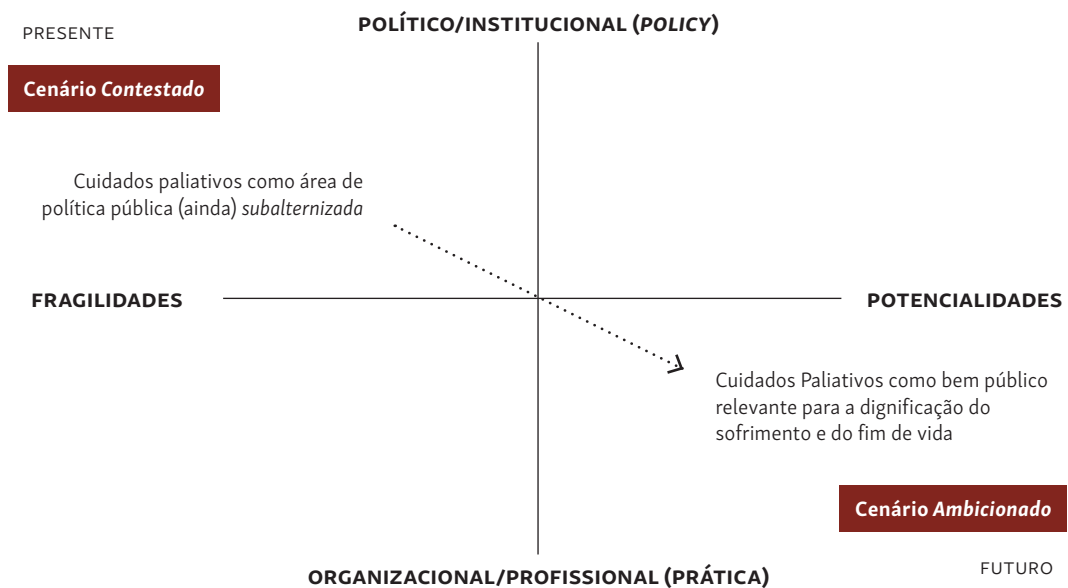 POLÍTICO/INSTITUCIONAL (POLICY)
PRESENTE
Cenário Contestado
Cuidados paliativos como área de
política pública (ainda) subalternizada
FRAGILIDADES
POTENCIALIDADES
Cuidados Paliativos como bem público
relevante para a dignificação do
sofrimento e do fim de vida
Cenário Ambicionado
FUTURO
ORGANIZACIONAL/PROFISSIONAL (PRÁTICA)